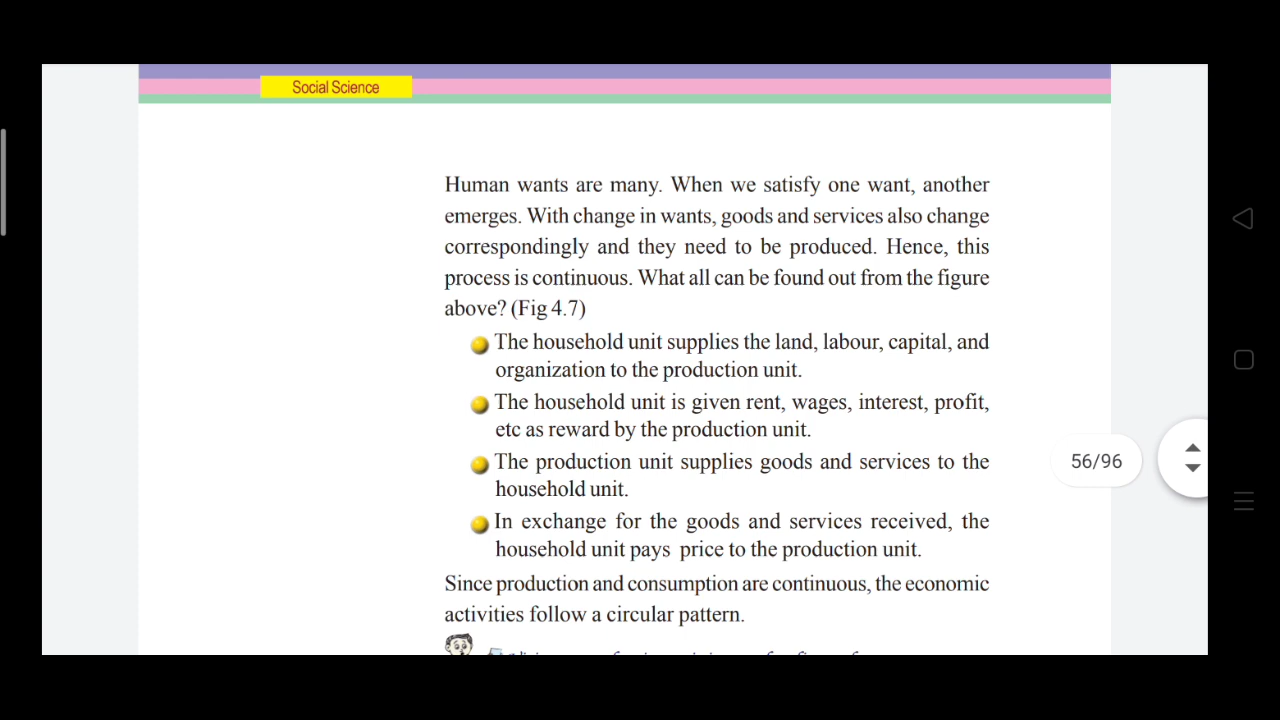 Social Science
Human wants are many. When we satisfy one want, another
emerges. With change in wants, goods and services also change
correspondingly and they need to be produced. Hence, this
process is continuous. What all can be found out from the figure
above? (Fig 4.7)
The household unit supplies the land, labour, capital, and
organization to the production unit.
The household unit is given rent, wages, interest, profit,
etc as reward by the production unit.
The production unit supplies goods and services to the
household unit.
In exchange for the goods and services received, the
household unit pays price to the production unit.
Since production and consumption are continuous, the economic
activities follow a circular pattern.
56/96